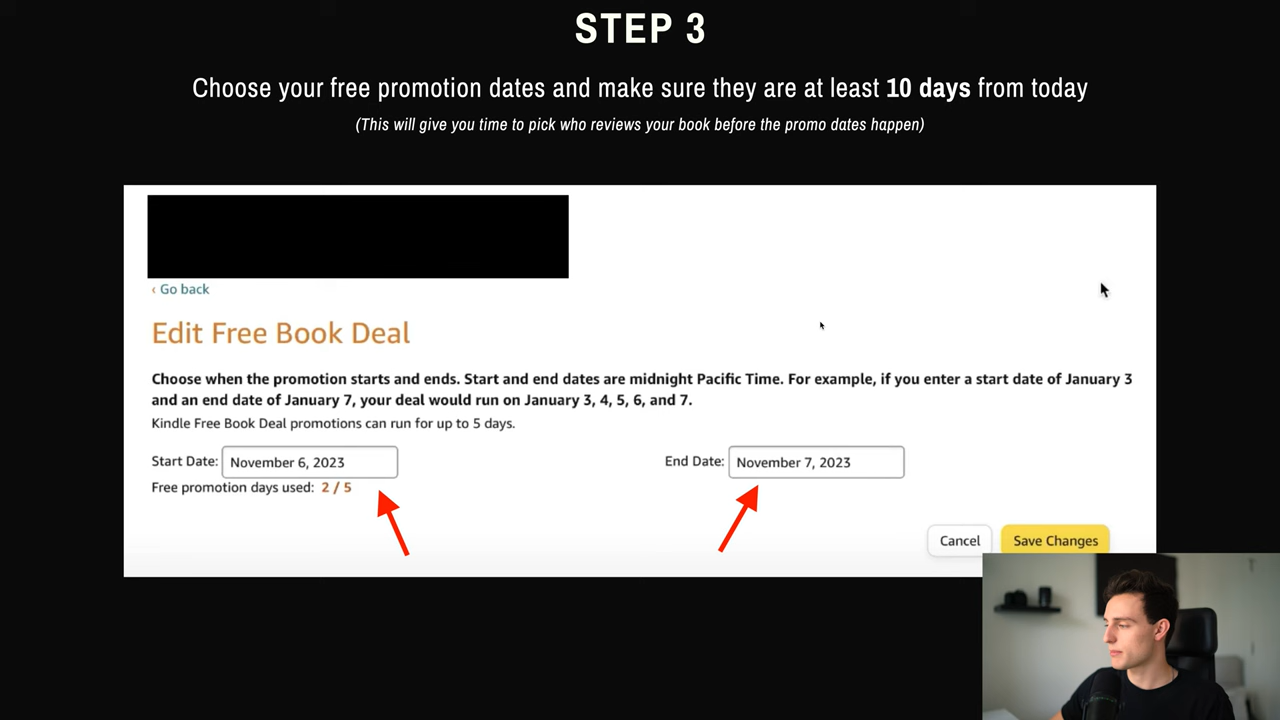 STEP 3
Choose your free promotion dates and make sure they are at least 10 days from today
(This will give you time to pick who reviews your book before the promo dates happen)
‹ Go back
Edit Free Book Deal
Choose when the promotion starts and ends. Start and end dates are midnight Pacific Time. For example, if you enter a start date of January 3
and an end date of January 7, your deal would run on January 3, 4, 5, 6, and 7.
Kindle Free Book Deal promotions can run for up to 5 days.
Start Date: November 6, 2023 End Date: November 7, 2023
Free promotion days used: 2 / 5
Cancel Save Changes